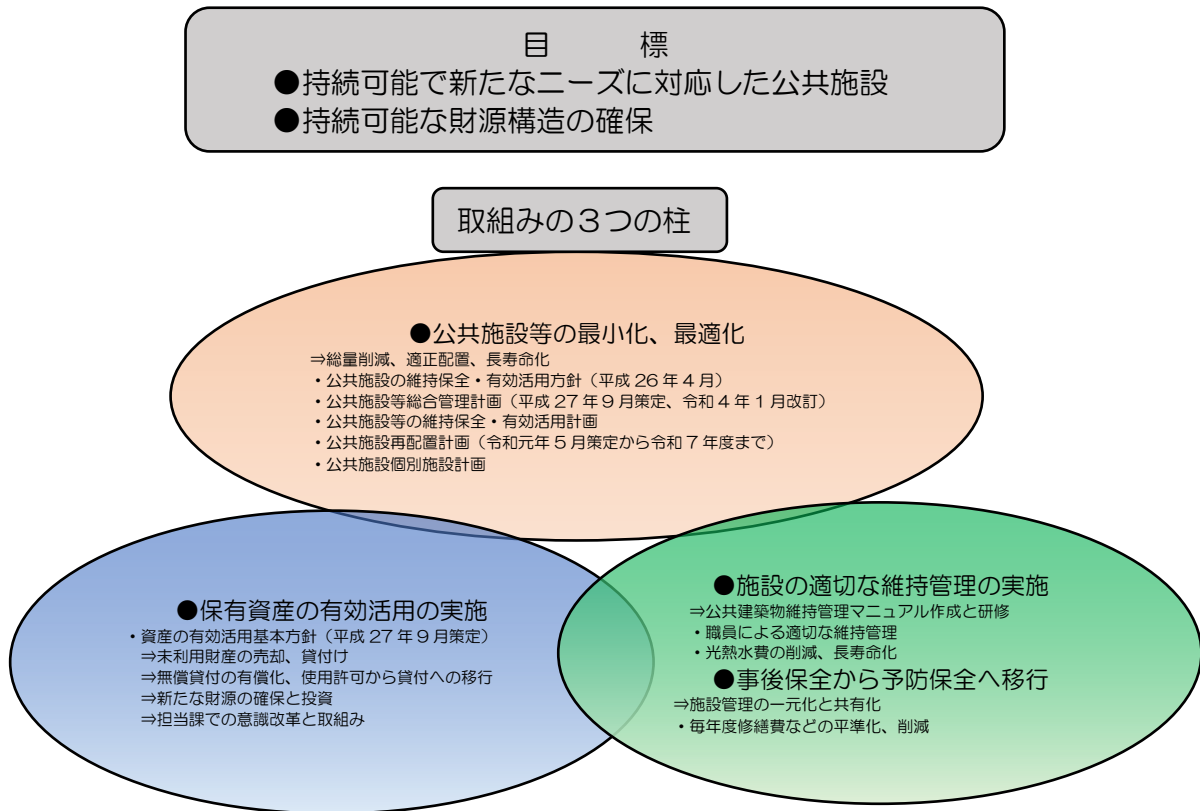 目　　標
●持続可能で新たなニーズに対応した公共施設
●持続可能な財源構造の確保
取組みの３つの柱
●公共施設等の最小化、最適化
⇒総量削減、適正配置、長寿命化
・公共施設の維持保全・有効活用方針（平成 26 年 4 月）
・公共施設等総合管理計画（平成 27 年 9 月策定、令和 4 年 1 月改訂）
・公共施設等の維持保全・有効活用計画
・公共施設再配置計画（令和元年 5 月策定から令和 7 年度まで）
・公共施設個別施設計画
●保有資産の有効活用の実施
・資産の有効活用基本方針（平成 27 年 9 月策定）
⇒未利用財産の売却、貸付け
⇒無償貸付の有償化、使用許可から貸付への移行
⇒新たな財源の確保と投資
⇒担当課での意識改革と取組み
●施設の適切な維持管理の実施
⇒公共建築物維持管理マニュアル作成と研修
・職員による適切な維持管理
・光熱水費の削減、長寿命化
●事後保全から予防保全へ移行
⇒施設管理の一元化と共有化
・毎年度修繕費などの平準化、削減